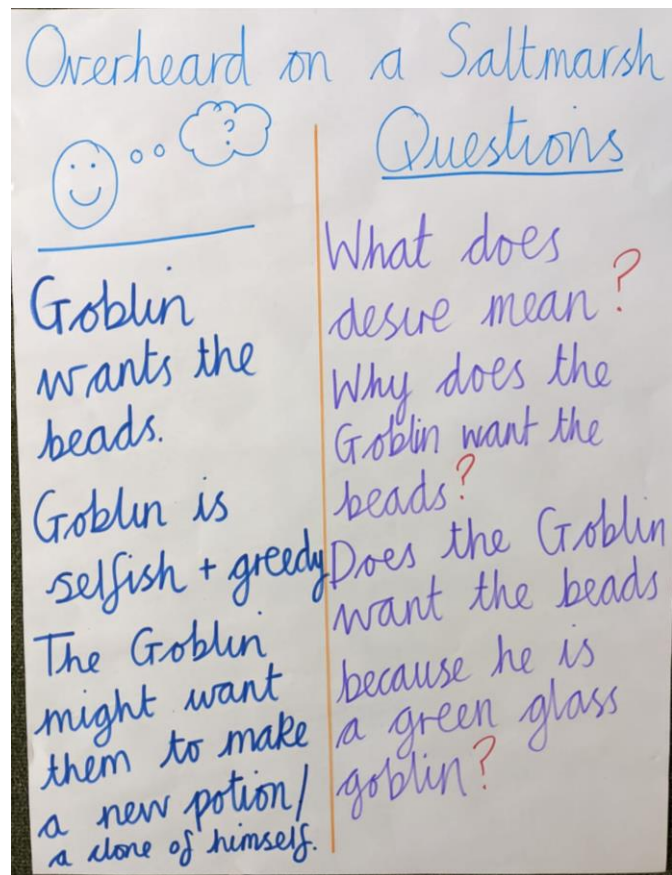 Overheard on a Saltmarsh
?
Goblin
wants the
beads.
Goblin is
selfish + greedy
The Goblin
might want
them to make
a new potion/
a clone of himself.
Questions
What does
desire mean?
Why does the
Goblin want the
beads?
Does the Goblin
want the beads
because he is
a green glass
goblin?